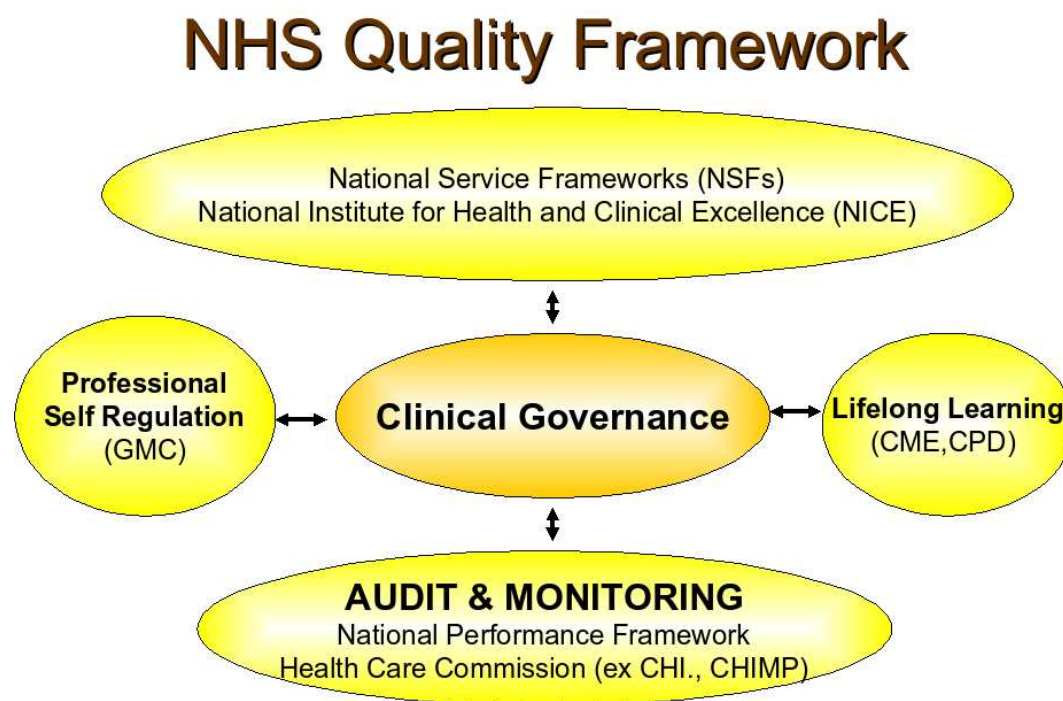 NHS Quality Framework
National Service Frameworks (NSFs)
National Institute for Health and Clinical Excellence (NICE)
Professional
Self Regulation
(GMC)
Clinical Governance
Lifelong Learning
(CME,CPD)
AUDIT & MONITORING
National Performance Framework
Health Care Commission (ex CHI., CHIMP)